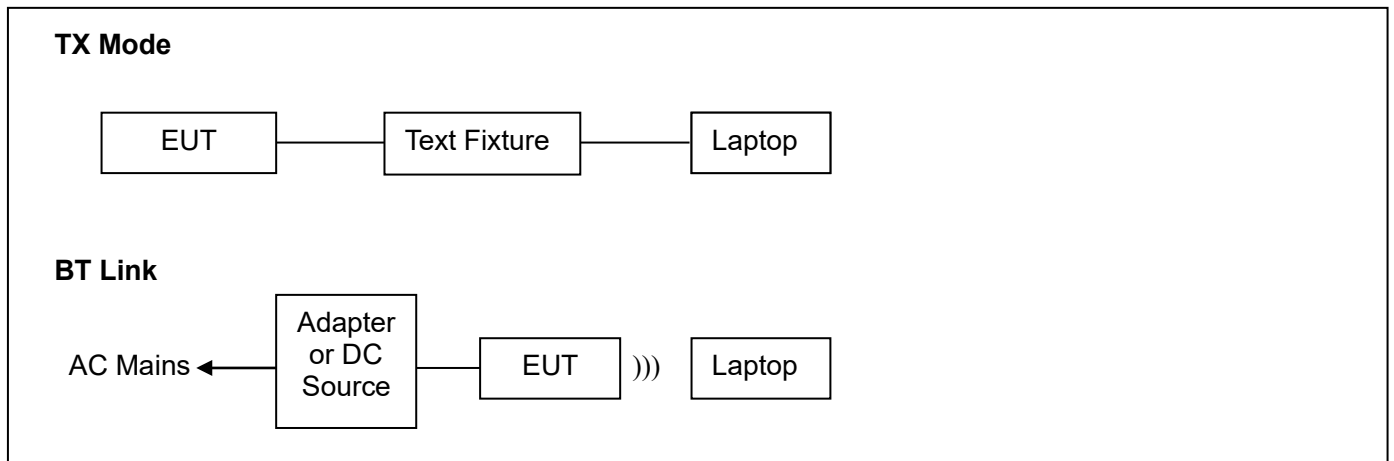 TX Mode
EUT
Text Fixture
Laptop
BT Link
AC Mains
Adapter
or DC
Source
EUT
)))
Laptop